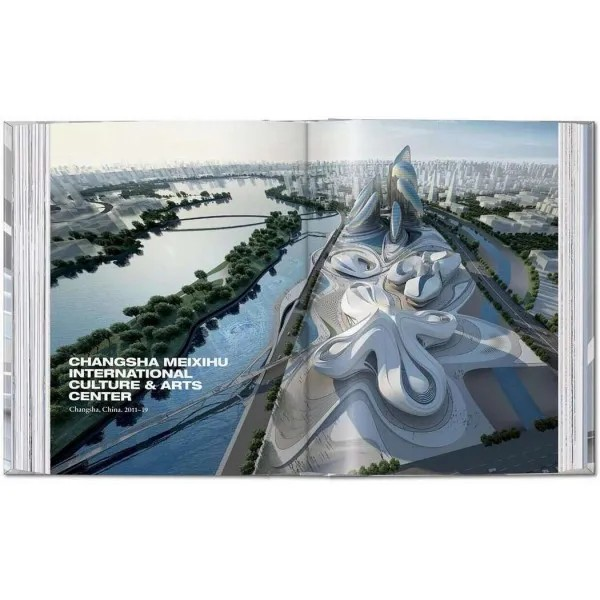 CHANGSHA MEIXIHU
INTERNATIONAL
CULTURE & ARTS
CENTER
Changsha, China, 2011–19